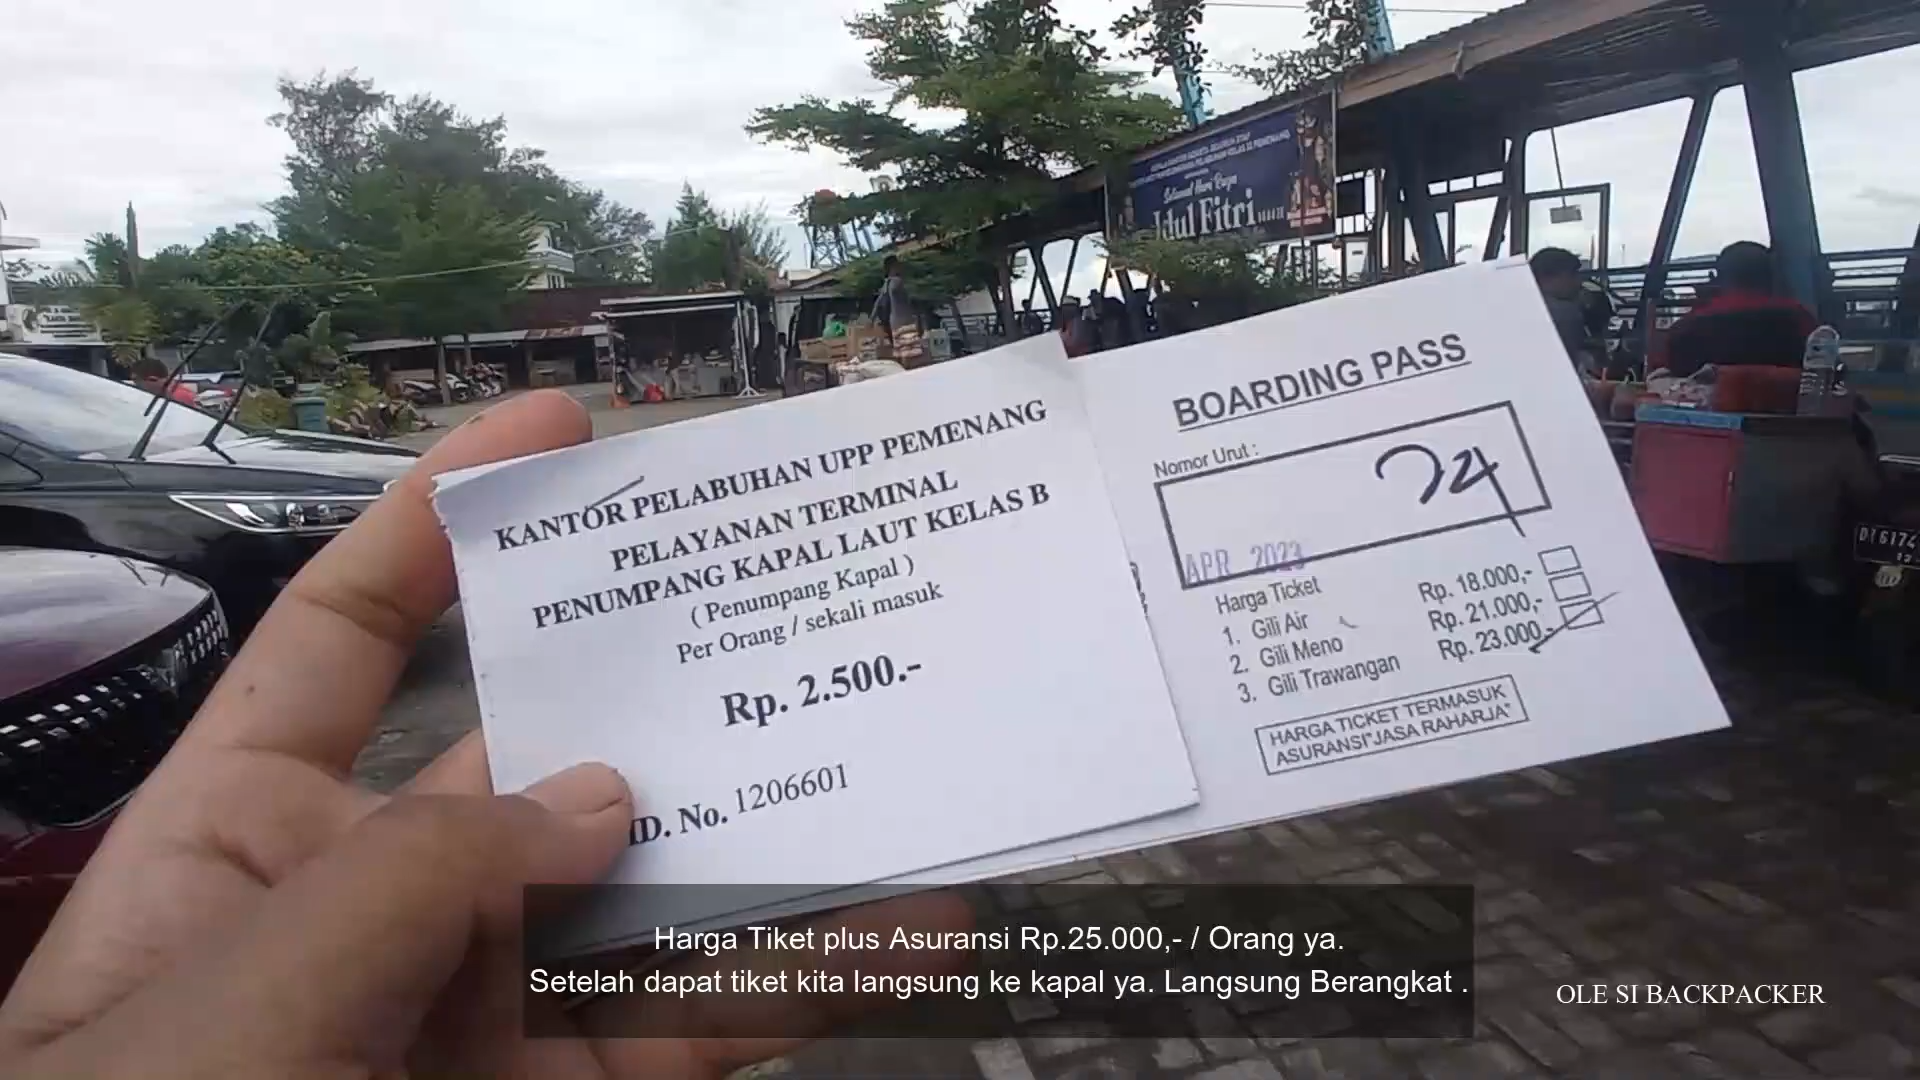 Selamat Hari Raya
Idul Fitri
KANTOR PELABUHAN UPP PEMENANG
PELAYANAN TERMINAL
PENUMPANG KAPAL LAUT KELAS B
( Penumpang Kapal )
Per Orang / sekali masuk
Rp. 2.500.-
ID. No. 1206601
BOARDING PASS
Nomor Urut :
24
APR 2023
Harga Ticket
1. Gili Air Rp. 18.000,-
2. Gili Meno Rp. 21.000,-
3. Gili Trawangan Rp. 23.000,-
HARGA TICKET TERMASUK
ASURANSI"JASA RAHARJA"
Harga Tiket plus Asuransi Rp.25.000,- / Orang ya.
Setelah dapat tiket kita langsung ke kapal ya. Langsung Berangkat .
OLE SI BACKPACKER